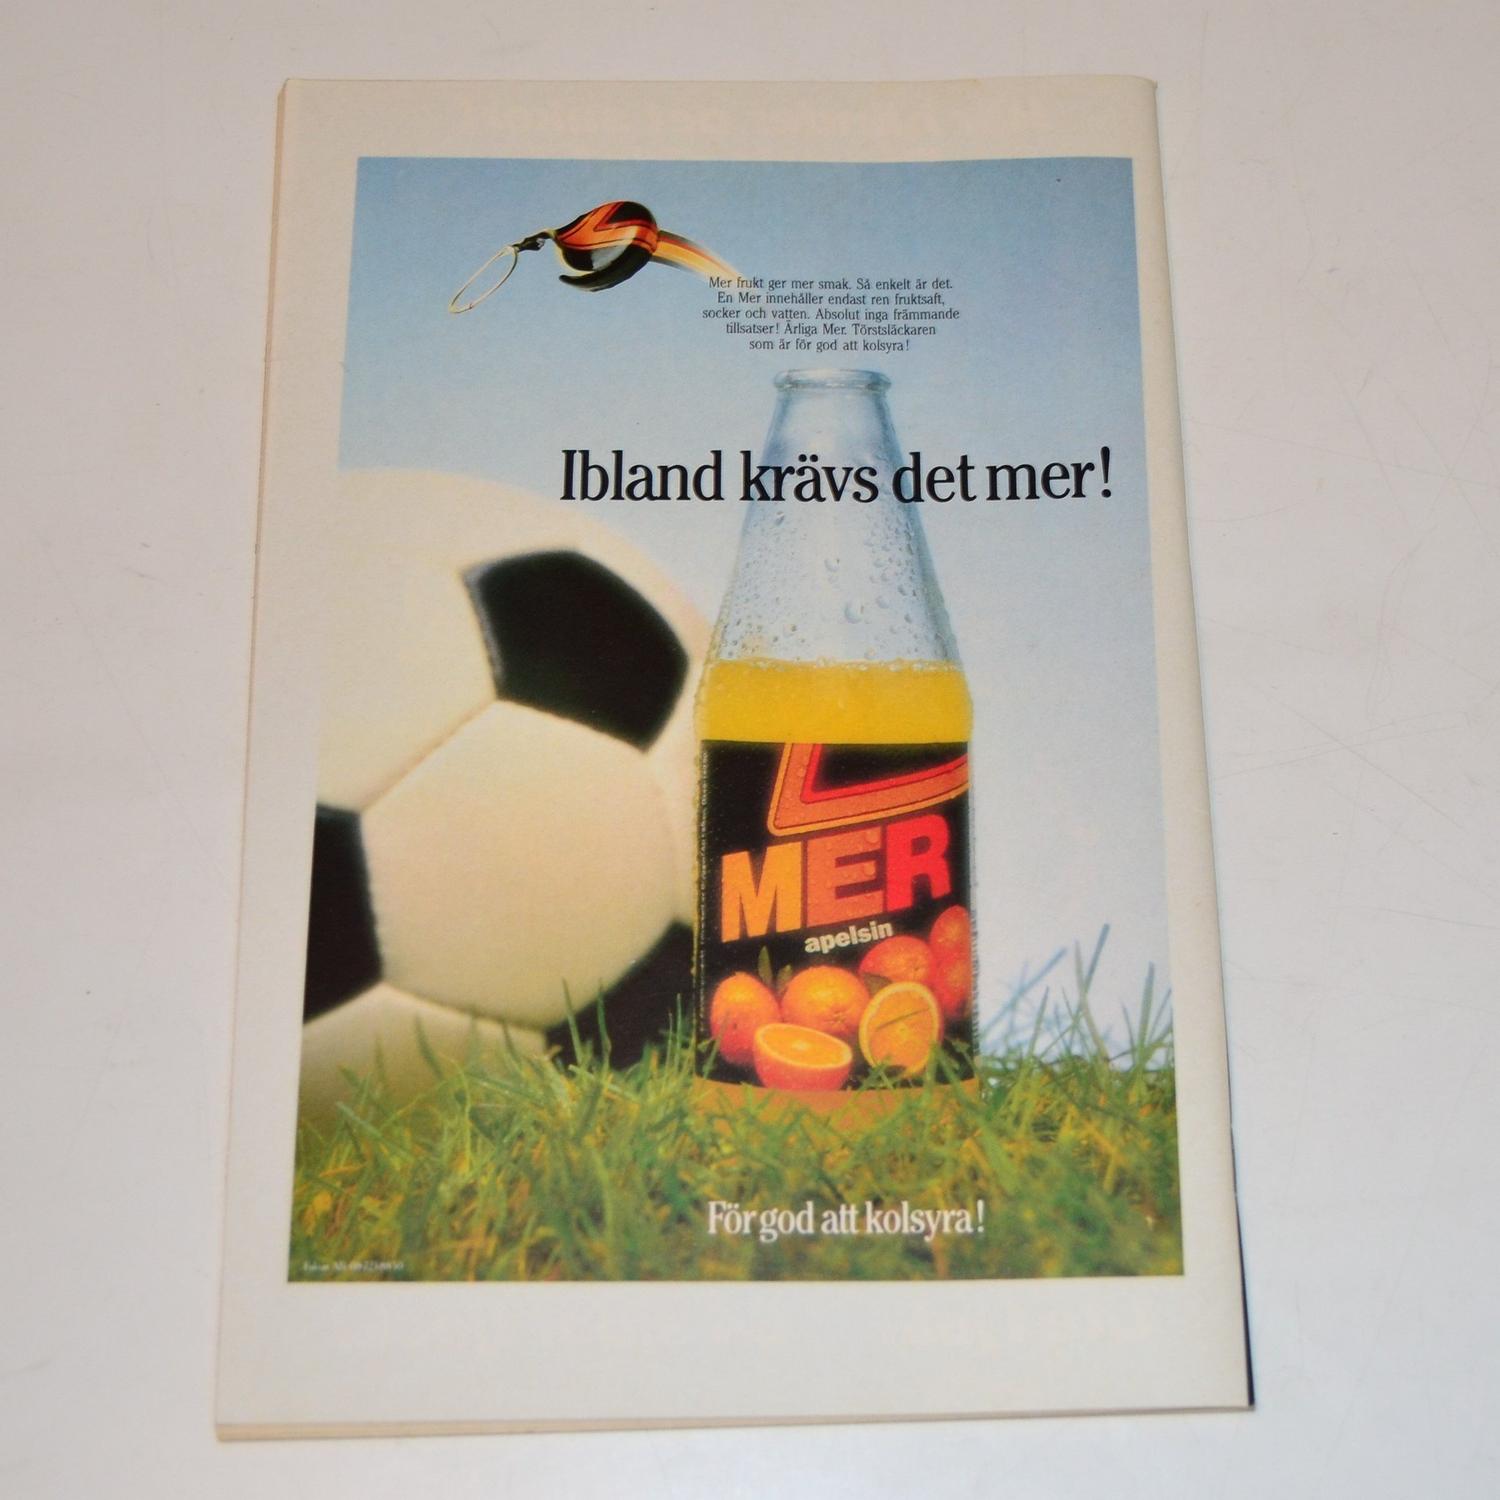 Mer frukt ger mer smak. Så enkelt är det.
En Mer innehåller endast ren fruktsaft,
socker och vatten. Absolut inga främmande
tillsatser! Ärliga Mer. Törstsläckaren
som är för god att kolsyra!
Ibland krävs det mer!
MER
apelsin
För god att kolsyra!